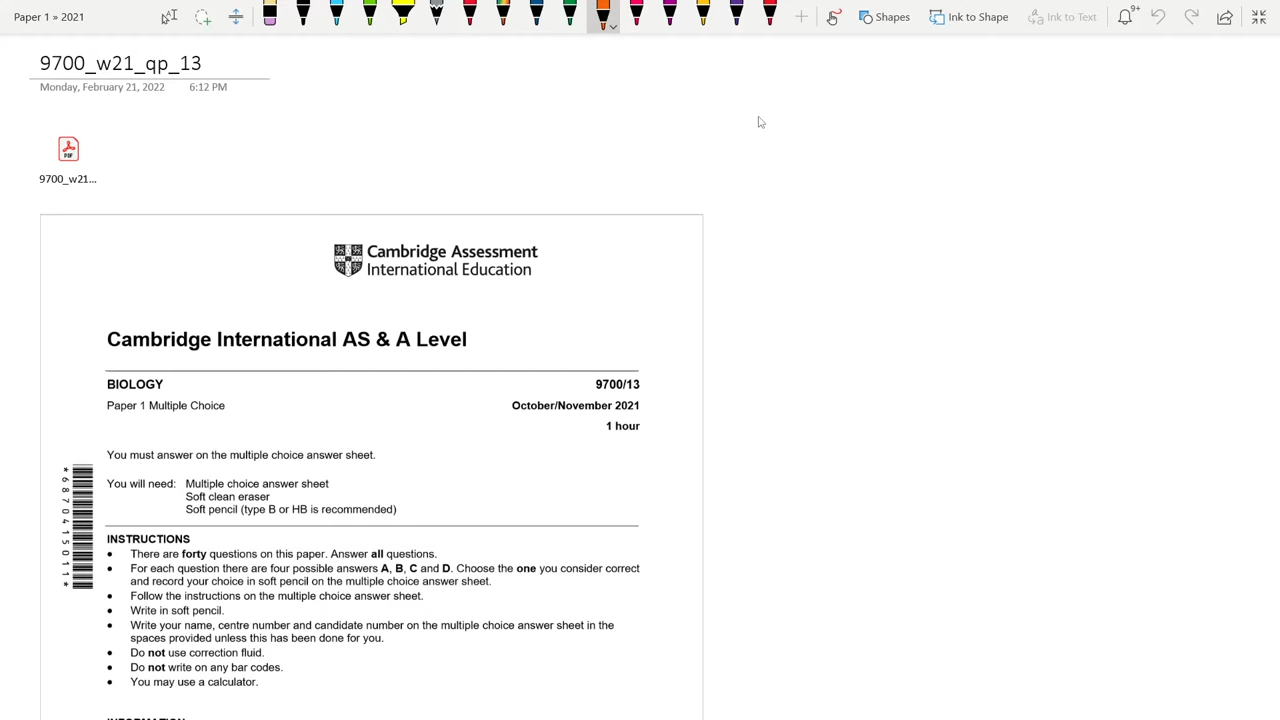 Paper 1 » 2021
Shapes
Ink to Shape
Ink to Text
9+
9700_w21_qp_13
Monday, February 21, 2022 6:12 PM
PDF
9700_w21...
Cambridge Assessment
International Education
Cambridge International AS & A Level
BIOLOGY 9700/13
Paper 1 Multiple Choice October/November 2021
1 hour
You must answer on the multiple choice answer sheet.
You will need: Multiple choice answer sheet
Soft clean eraser
Soft pencil (type B or HB is recommended)
*6870415011*
INSTRUCTIONS
• There are forty questions on this paper. Answer all questions.
• For each question there are four possible answers A, B, C and D. Choose the one you consider correct
and record your choice in soft pencil on the multiple choice answer sheet.
• Follow the instructions on the multiple choice answer sheet.
• Write in soft pencil.
• Write your name, centre number and candidate number on the multiple choice answer sheet in the
spaces provided unless this has been done for you.
• Do not use correction fluid.
• Do not write on any bar codes.
• You may use a calculator.
INFORMATION